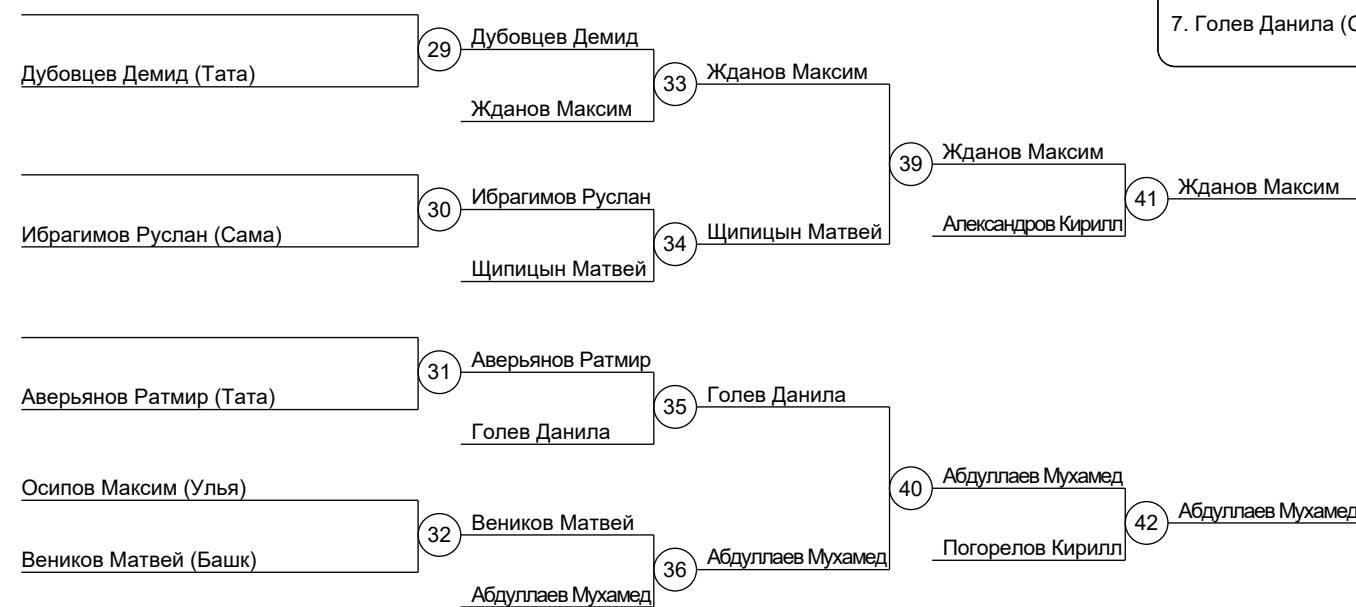 7. Голев Данила (С
29
Дубовцев Демид
Дубовцев Демид (Тата)
33
Жданов Максим
Жданов Максим
39
Жданов Максим
30
Ибрагимов Руслан
Ибрагимов Руслан (Сама)
34
Щипицын Матвей
Щипицын Матвей
Александров Кирилл
41
Жданов Максим
31
Аверьянов Ратмир
Аверьянов Ратмир (Тата)
35
Голев Данила
Голев Данила
Осипов Максим (Улья)
32
Веников Матвей
Веников Матвей (Башк)
36
Абдуллаев Мухамед
Абдуллаев Мухамед
40
Абдуллаев Мухамед
Погорелов Кирилл
42
Абдуллаев Мухамед